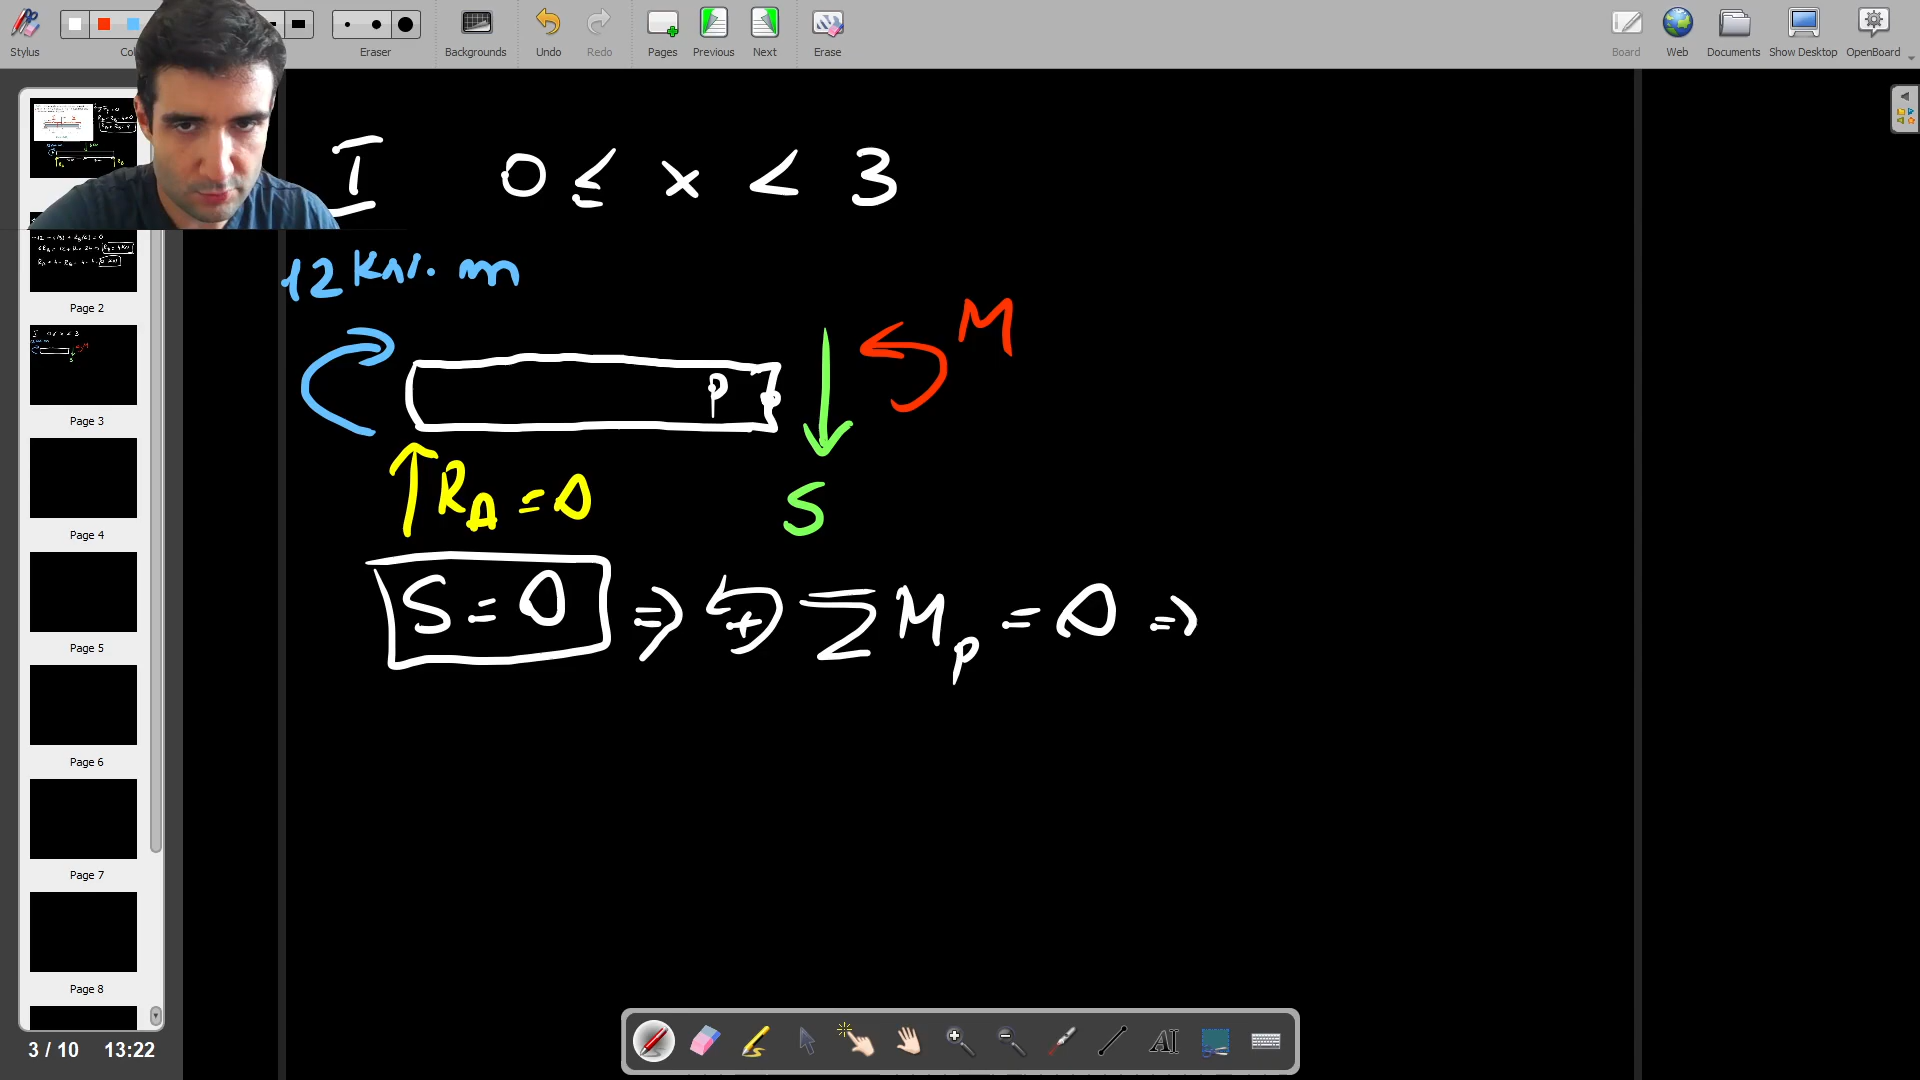 Stylus
Eraser
Backgrounds
Undo
Redo
Pages
Previous
Next
Erase
Board
Web
Documents
Show Desktop
OpenBoard
I 0 ≤ x < 3
12 KN. m
M
P
R_A = 0
S
S = 0 ⇒ ↺+ Σ M_p = 0 ⇒
Page 2
Page 3
Page 4
Page 5
Page 6
Page 7
Page 8
3 / 10 13:22
AI